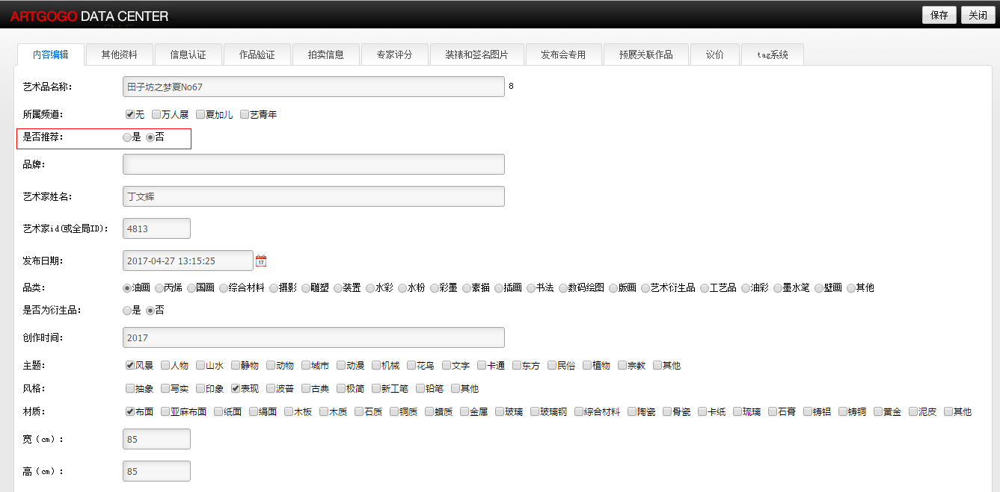 ARTGOGO DATA CENTER 保存 关闭
内容编辑 其他资料 信息认证 作品验证 拍卖信息 专家评分 装裱和签名图片 发布会专用 预展关联作品 议价 tag系统
艺术品名称: 田子坊之梦夏No67 8
所属频道: 无 万人展 夏加儿 艺青年
是否推荐: 是 否
品牌:
艺术家姓名: 丁文辉
艺术家id(或全局ID): 4813
发布日期: 2017-04-27 13:15:25 17
品类: 油画 丙烯 国画 综合材料 摄影 雕塑 装置 水彩 水粉 彩墨 素描 插画 书法 数码绘图 版画 艺术衍生品 工艺品 油彩 墨水笔 壁画 其他
是否为衍生品: 是 否
创作时间: 2017
主题: 风景 人物 山水 静物 动物 城市 动漫 机械 花鸟 文字 卡通 东方 民俗 植物 宗教 其他
风格: 抽象 写实 印象 表现 波普 古典 极简 新工笔 铅笔 其他
材质: 布面 亚麻布面 纸面 绢面 木板 木质 石质 铜质 蜡质 金属 玻璃 玻璃钢 综合材料 陶瓷 骨瓷 卡纸 琉璃 石膏 铸铝 铸铜 黄金 泥皮 其他
宽（cm）: 85
高（cm）: 85